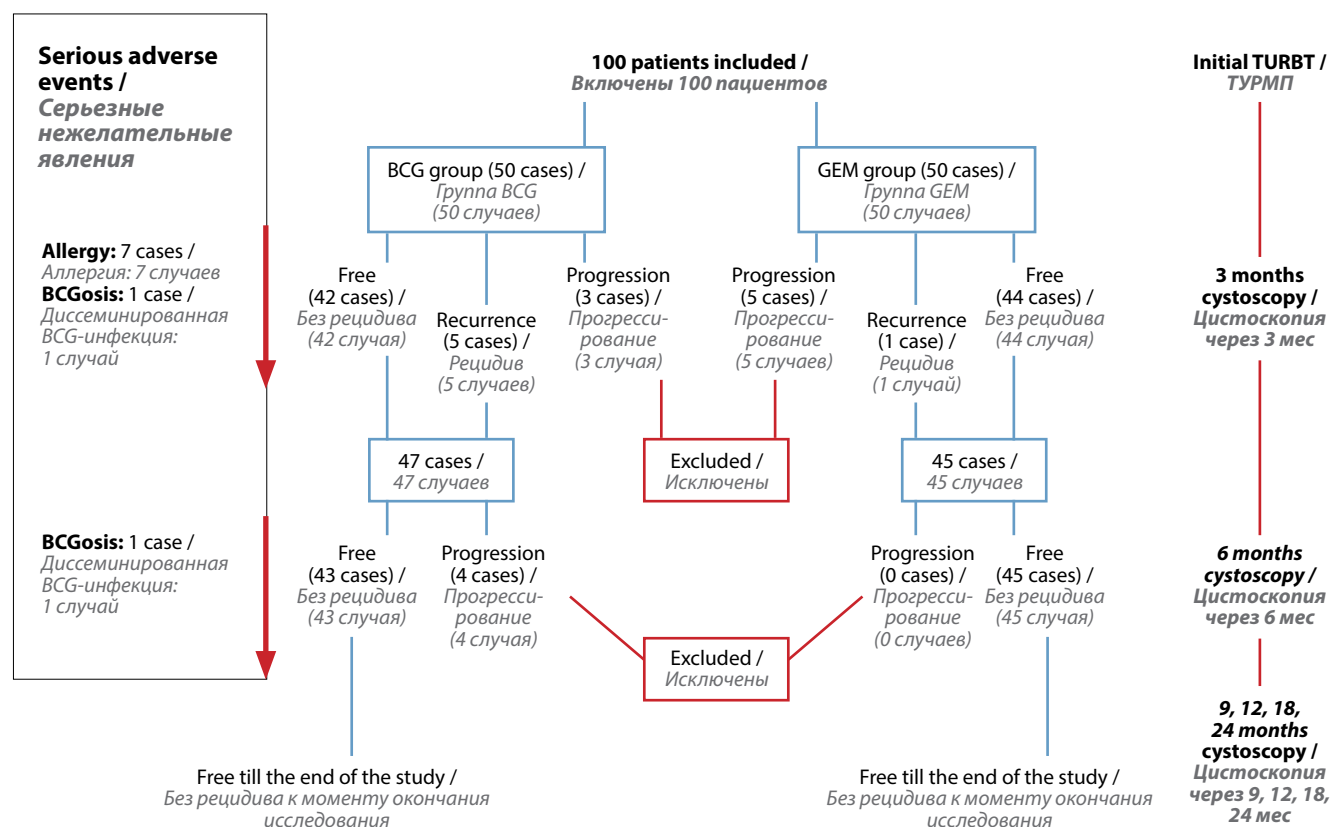 Serious adverse
events /
Серьезные
нежелательные
явления
Allergy: 7 cases /
Аллергия: 7 случаев
BCGosis: 1 case /
Диссеминированная
BCG-инфекция:
1 случай
BCGosis: 1 case /
Диссеминированная
BCG-инфекция:
1 случай
100 patients included /
Включены 100 пациентов
BCG group (50 cases) /
Группа BCG
(50 случаев)
GEM group (50 cases) /
Группа GEM
(50 случаев)
Free
(42 cases) /
Без рецидива
(42 случая)
Recurrence
(5 cases) /
Рецидив
(5 случаев)
Progression
(3 cases) /
Прогресси-
рование
(3 случая)
Progression
(5 cases) /
Прогресси-
рование
(5 случаев)
Recurrence
(1 case) /
Рецидив
(1 случай)
Free
(44 cases) /
Без рецидива
(44 случая)
47 cases /
47 случаев
Excluded /
Исключены
45 cases /
45 случаев
Free
(43 cases) /
Без рецидива
(43 случая)
Progression
(4 cases) /
Прогресси-
рование
(4 случая)
Progression
(0 cases) /
Прогресси-
рование
(0 случаев)
Free
(45 cases) /
Без рецидива
(45 случая)
Excluded /
Исключены
Free till the end of the study /
Без рецидива к моменту окончания
исследования
Free till the end of the study /
Без рецидива к моменту окончания
исследования
Initial TURBT /
ТУРМП
3 months
cystoscopy /
Цистоскопия
через 3 мес
6 months
cystoscopy /
Цистоскопия
через 6 мес
9, 12, 18,
24 months
cystoscopy /
Цистоскопия
через 9, 12, 18,
24 мес